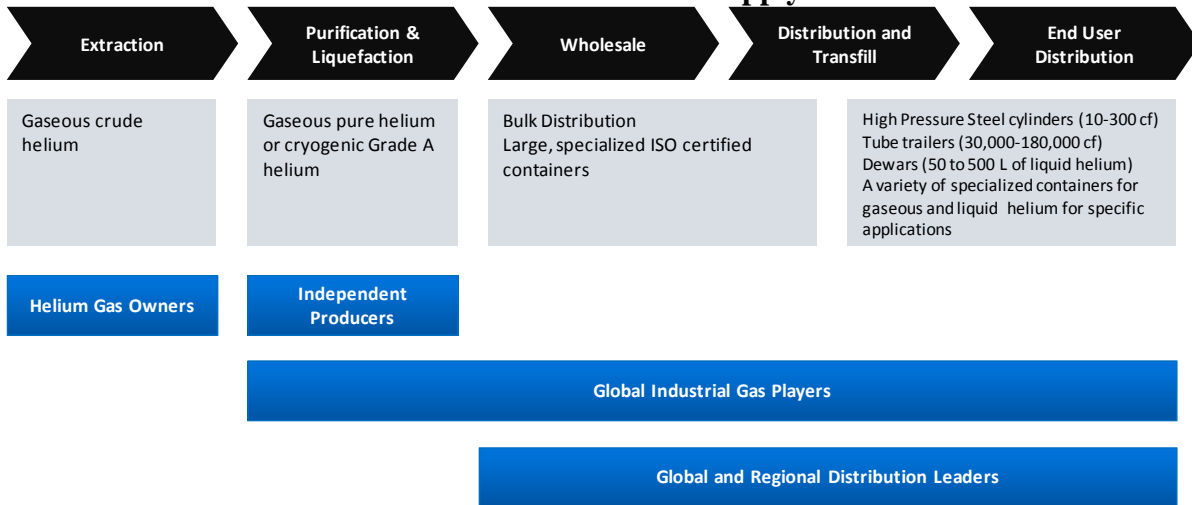 Extraction
Purification &
Liquefaction
Wholesale
Distribution and
Transfill
End User
Distribution
Gaseous crude
helium
Gaseous pure helium
or cryogenic Grade A
helium
Bulk Distribution
Large, specialized ISO certified
containers
High Pressure Steel cylinders (10-300 cf)
Tube trailers (30,000-180,000 cf)
Dewars (50 to 500 L of liquid helium)
A variety of specialized containers for
gaseous and liquid helium for specific
applications
Helium Gas Owners
Independent
Producers
Global Industrial Gas Players
Global and Regional Distribution Leaders